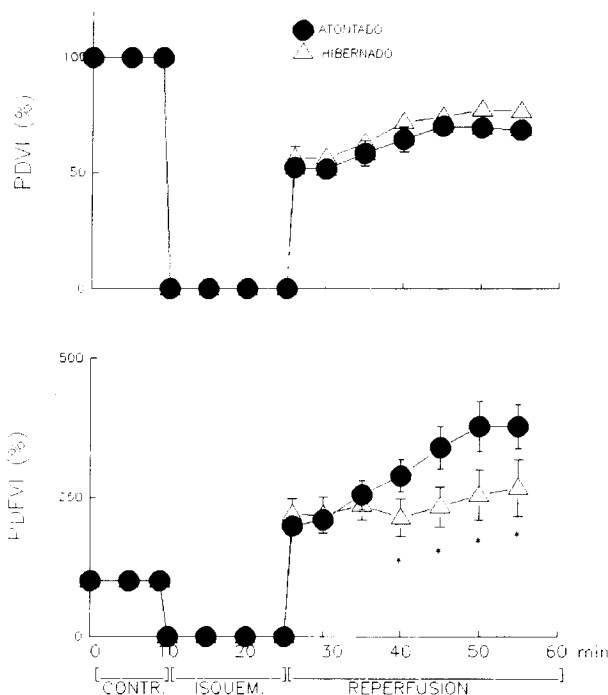 ATONTADO
HIBERNADO
100
50
0
PDVI (%)
500
250
0
PDFVI (%)
0 10 20 30 40 50 60 min
CONTR. ISQUEM. REPERFUSION
* * * *